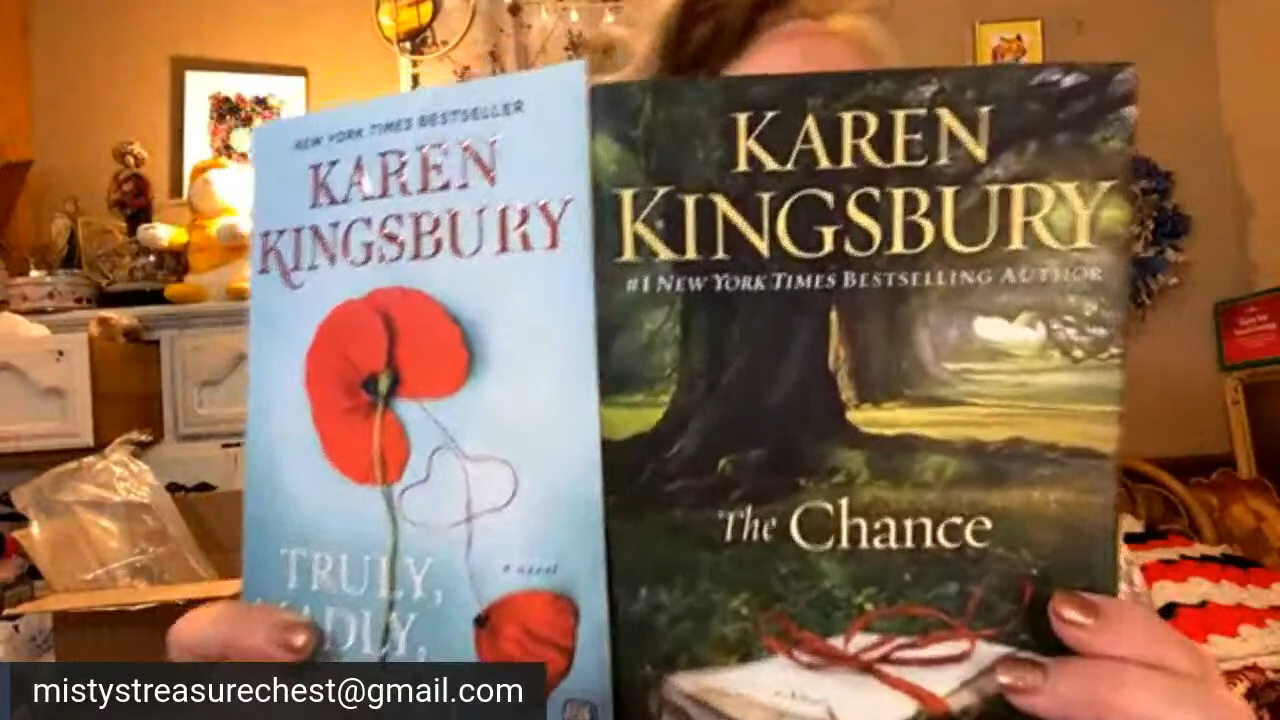 NEW YORK TIMES BESTSELLER
KAREN
KINGSBURY
TRULY,
MADLY,
a novel
KAREN
KINGSBURY
#1 NEW YORK TIMES BESTSELLING AUTHOR
The Chance
mistystreasurechest@gmail.com